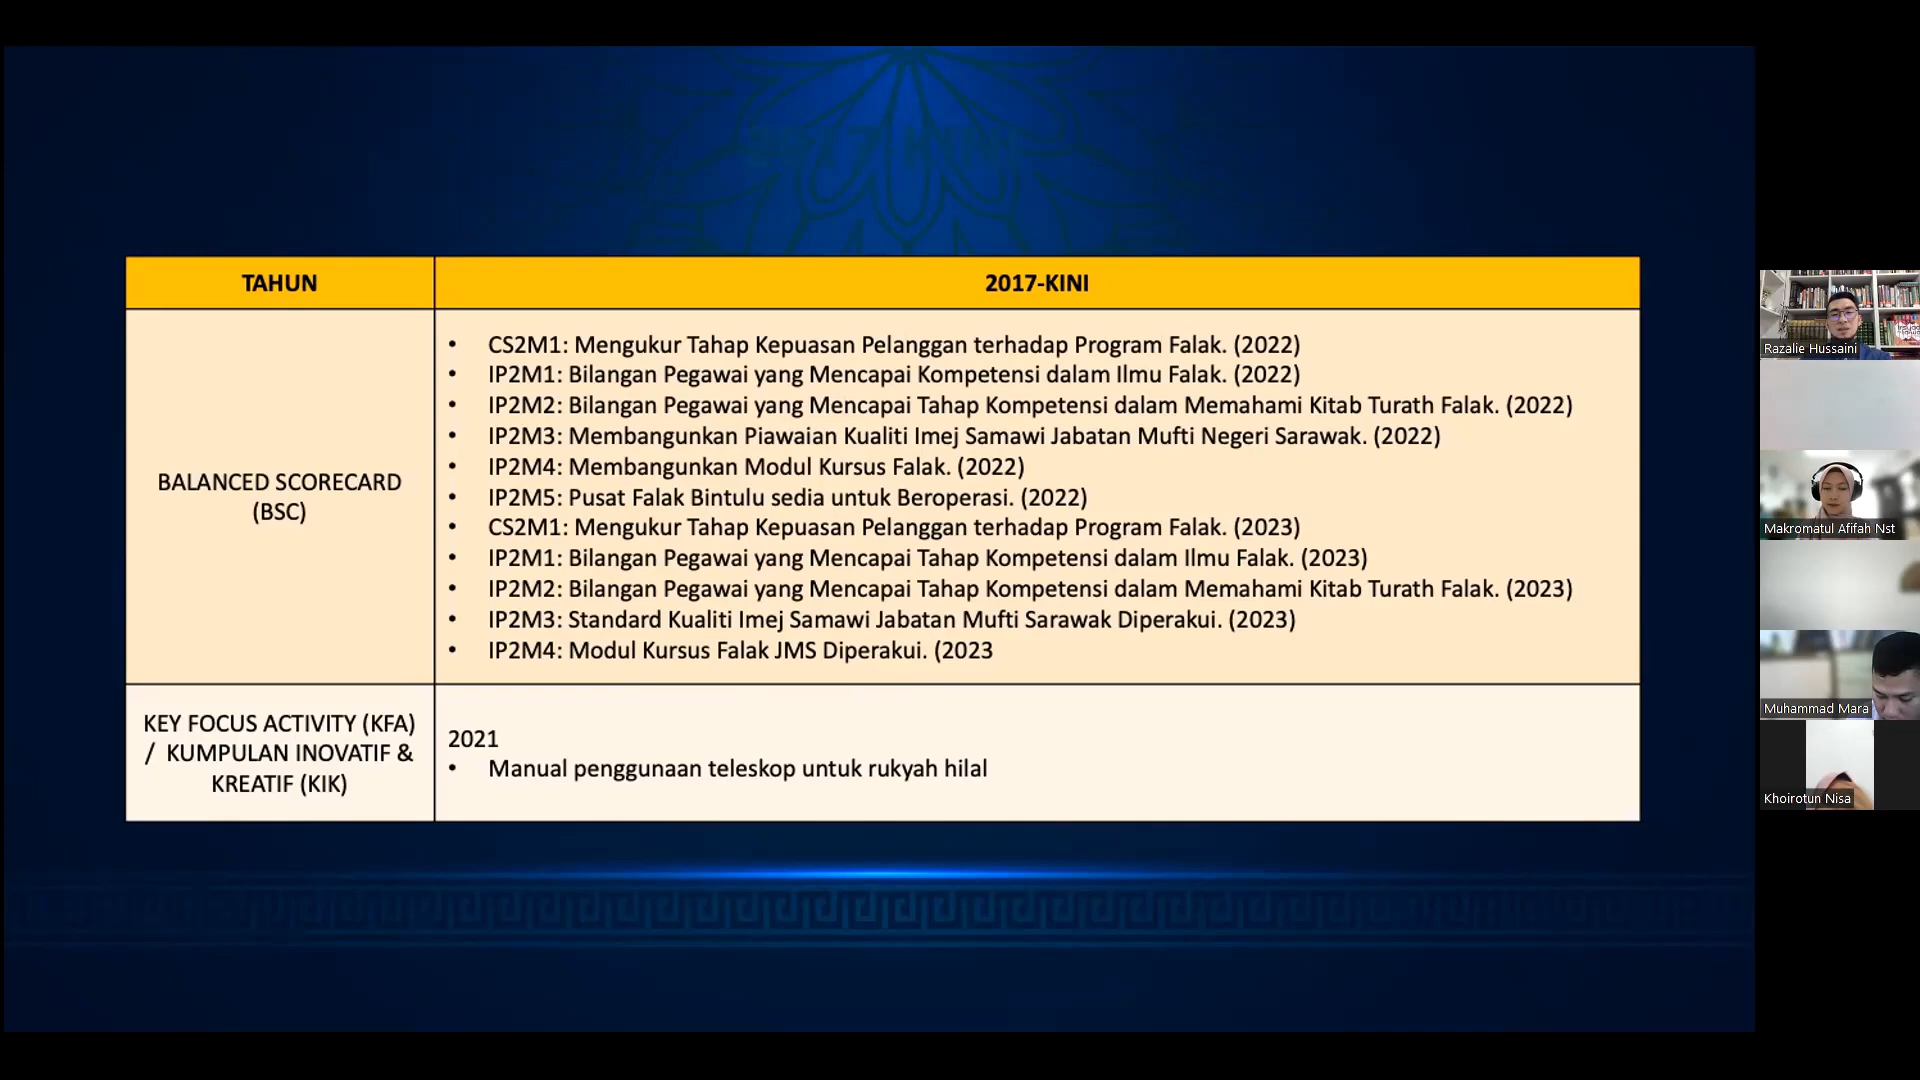 TAHUN
2017-KINI
BALANCED SCORECARD
(BSC)
• CS2M1: Mengukur Tahap Kepuasan Pelanggan terhadap Program Falak. (2022)
• IP2M1: Bilangan Pegawai yang Mencapai Kompetensi dalam Ilmu Falak. (2022)
• IP2M2: Bilangan Pegawai yang Mencapai Tahap Kompetensi dalam Memahami Kitab Turath Falak. (2022)
• IP2M3: Membangunkan Piawaian Kualiti Imej Samawi Jabatan Mufti Negeri Sarawak. (2022)
• IP2M4: Membangunkan Modul Kursus Falak. (2022)
• IP2M5: Pusat Falak Bintulu sedia untuk Beroperasi. (2022)
• CS2M1: Mengukur Tahap Kepuasan Pelanggan terhadap Program Falak. (2023)
• IP2M1: Bilangan Pegawai yang Mencapai Tahap Kompetensi dalam Ilmu Falak. (2023)
• IP2M2: Bilangan Pegawai yang Mencapai Tahap Kompetensi dalam Memahami Kitab Turath Falak. (2023)
• IP2M3: Standard Kualiti Imej Samawi Jabatan Mufti Sarawak Diperakui. (2023)
• IP2M4: Modul Kursus Falak JMS Diperakui. (2023
KEY FOCUS ACTIVITY (KFA)
/ KUMPULAN INOVATIF &
KREATIF (KIK)
2021
• Manual penggunaan teleskop untuk rukyah hilal
Razalie Hussaini
Makromatul Afifah Nst
Muhammad Mara
Khoirotun Nisa